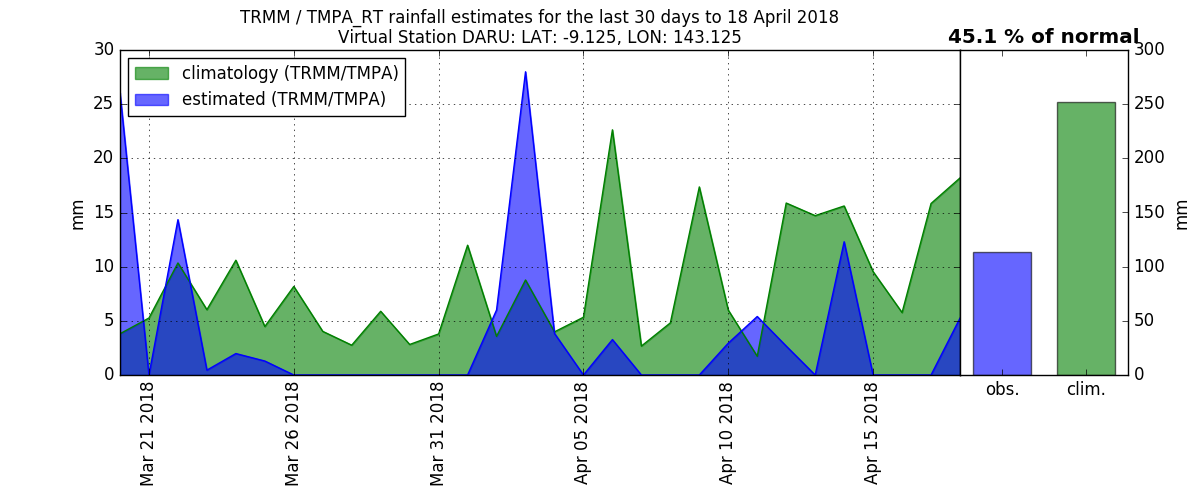 TRMM / TMPA_RT rainfall estimates for the last 30 days to 18 April 2018
Virtual Station DARU: LAT: -9.125, LON: 143.125
45.1 % of normal
climatology (TRMM/TMPA)
estimated (TRMM/TMPA)
30
25
20
15
10
5
0
mm
Mar 21 2018
Mar 26 2018
Mar 31 2018
Apr 05 2018
Apr 10 2018
Apr 15 2018
obs.
clim.
300
250
200
150
100
50
0
mm